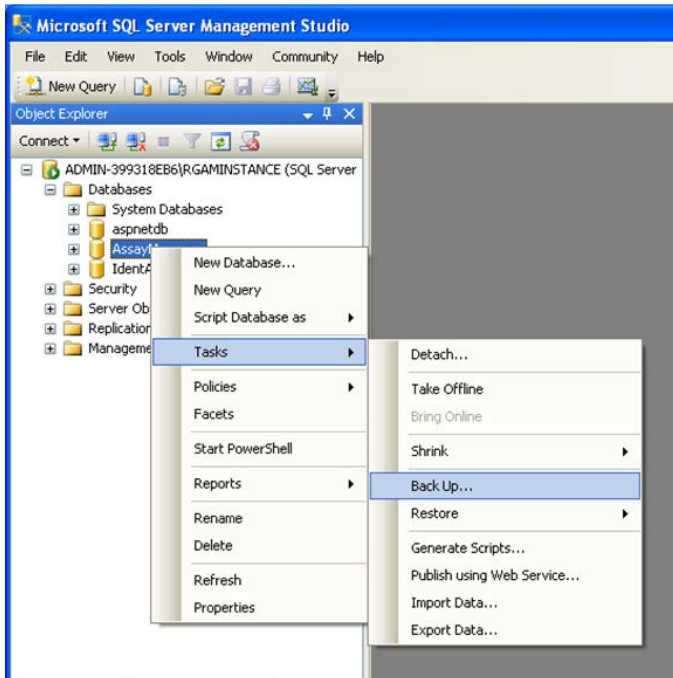 Microsoft SQL Server Management Studio
File Edit View Tools Window Community Help
New Query
Object Explorer
Connect
ADMIN-399318EB6\RGAMINSTANCE (SQL Server
Databases
System Databases
aspnetdb
AssayM
IdentA
Security
Server Ob
Replication
Manageme
New Database...
New Query
Script Database as
Tasks
Policies
Facets
Start PowerShell
Reports
Rename
Delete
Refresh
Properties
Detach...
Take Offline
Bring Online
Shrink
Back Up...
Restore
Generate Scripts...
Publish using Web Service...
Import Data...
Export Data...